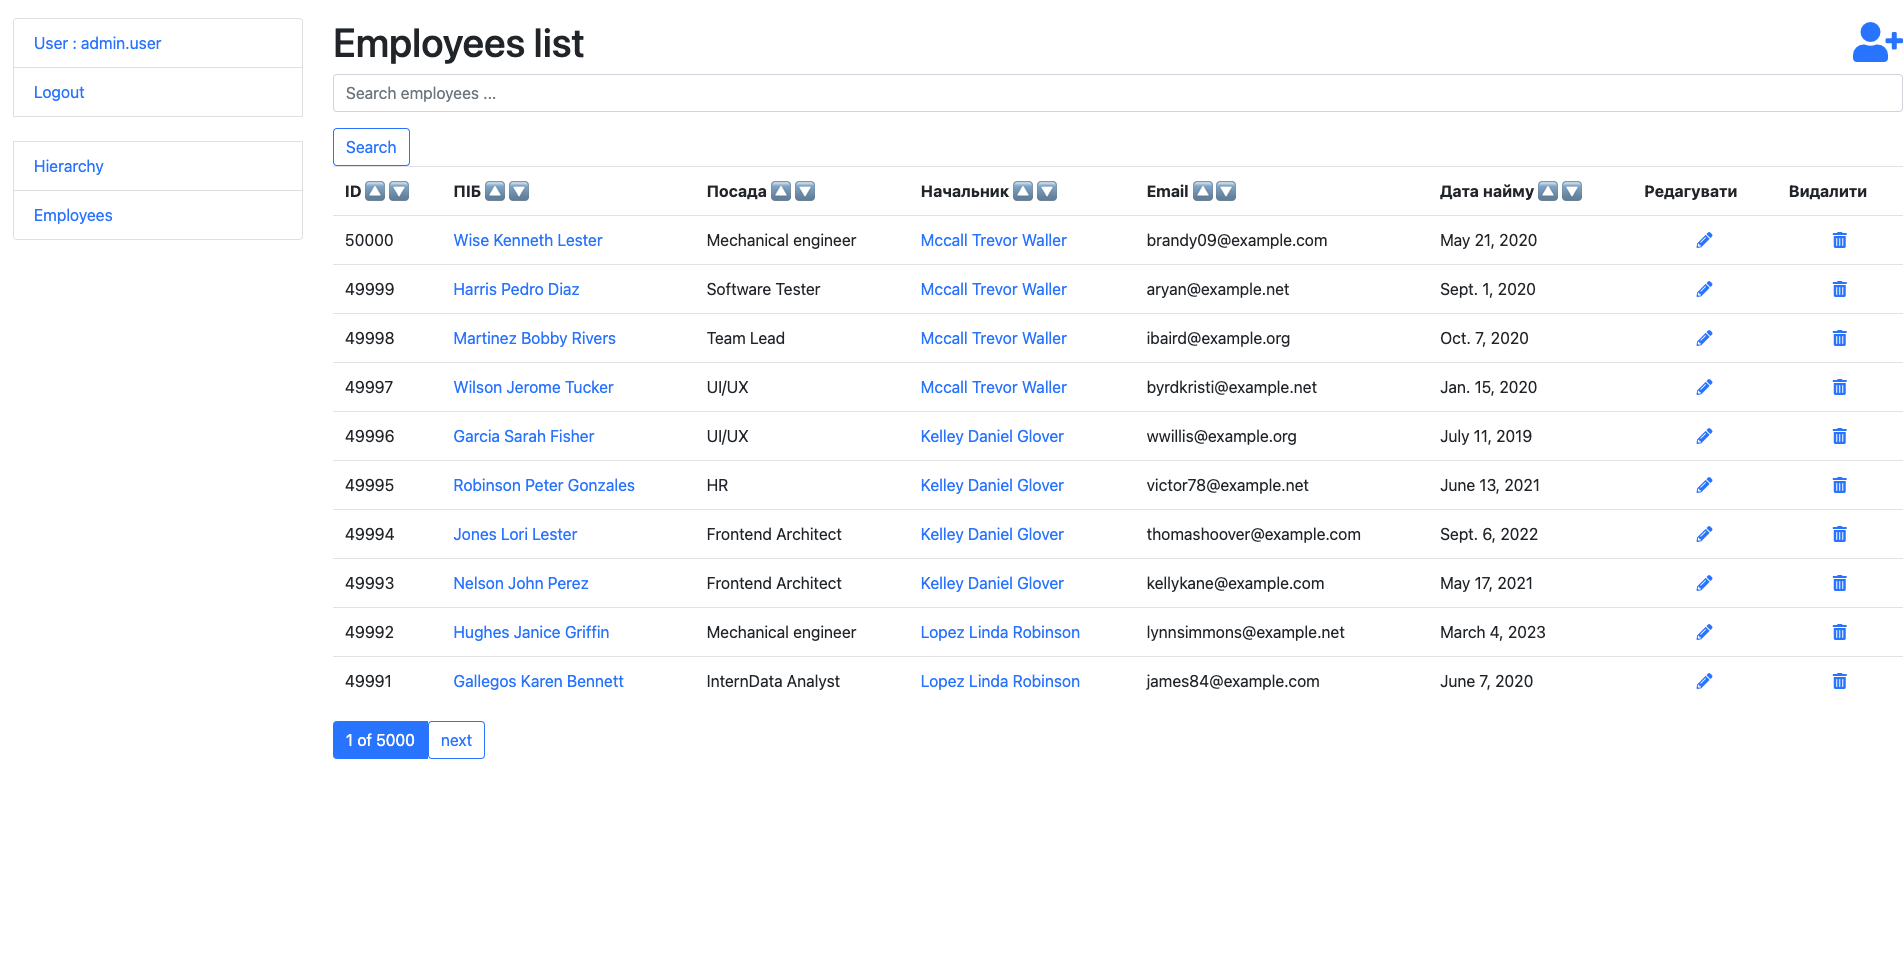 User : admin.user
Logout
Hierarchy
Employees
Employees list
Search employees ...
Search
ID ПІБ Посада Начальник Email Дата найму Редагувати Видалити
50000 Wise Kenneth Lester Mechanical engineer Mccall Trevor Waller brandy09@example.com May 21, 2020
49999 Harris Pedro Diaz Software Tester Mccall Trevor Waller aryan@example.net Sept. 1, 2020
49998 Martinez Bobby Rivers Team Lead Mccall Trevor Waller ibaird@example.org Oct. 7, 2020
49997 Wilson Jerome Tucker UI/UX Mccall Trevor Waller byrdkristi@example.net Jan. 15, 2020
49996 Garcia Sarah Fisher UI/UX Kelley Daniel Glover wwillis@example.org July 11, 2019
49995 Robinson Peter Gonzales HR Kelley Daniel Glover victor78@example.net June 13, 2021
49994 Jones Lori Lester Frontend Architect Kelley Daniel Glover thomashoover@example.com Sept. 6, 2022
49993 Nelson John Perez Frontend Architect Kelley Daniel Glover kellykane@example.com May 17, 2021
49992 Hughes Janice Griffin Mechanical engineer Lopez Linda Robinson lynnsimmons@example.net March 4, 2023
49991 Gallegos Karen Bennett InternData Analyst Lopez Linda Robinson james84@example.com June 7, 2020
1 of 5000 next